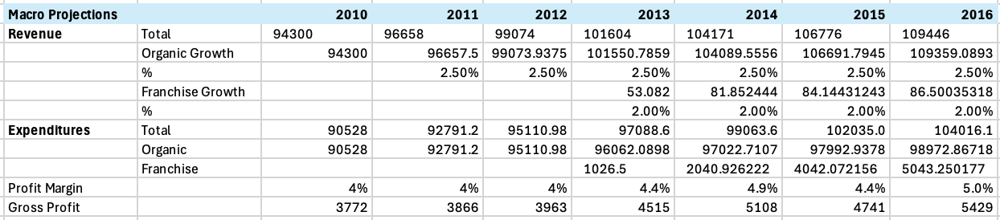 Macro Projections 2010 2011 2012 2013 2014 2015 2016
Revenue Total 94300 96658 99074 101604 104171 106776 109446
Organic Growth 94300 96657.5 99073.9375 101550.7859 104089.5556 106691.7945 109359.0893
% 2.50% 2.50% 2.50% 2.50% 2.50% 2.50%
Franchise Growth 53.082 81.852444 84.14431243 86.50035318
% 2.00% 2.00% 2.00% 2.00%
Expenditures Total 90528 92791.2 95110.98 97088.6 99063.6 102035.0 104016.1
Organic 90528 92791.2 95110.98 96062.0898 97022.7107 97992.9378 98972.86718
Franchise 1026.5 2040.926222 4042.072156 5043.250177
Profit Margin 4% 4% 4% 4.4% 4.9% 4.4% 5.0%
Gross Profit 3772 3866 3963 4515 5108 4741 5429